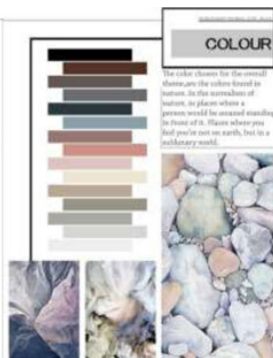 COLOUR
The color chosen for the overall
theme,are the colors found in
nature. In the surrealism of
nature, in places where a
person would be amazed standing
in front of it. Places where you
feel you're not on earth, but in a